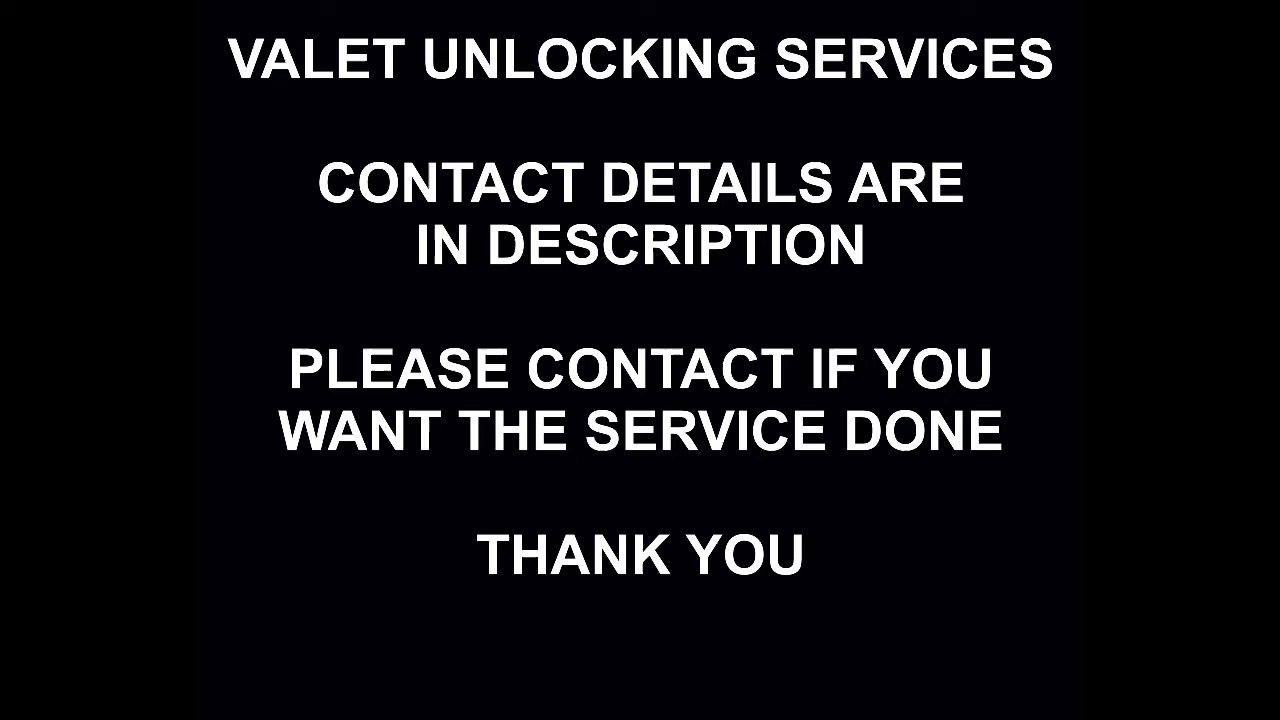 VALET UNLOCKING SERVICES
CONTACT DETAILS ARE
IN DESCRIPTION
PLEASE CONTACT IF YOU
WANT THE SERVICE DONE
THANK YOU